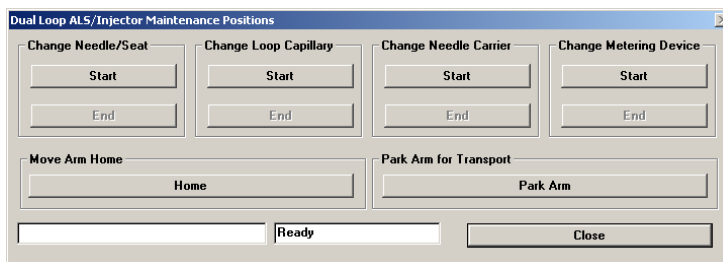 Dual Loop ALS/Injector Maintenance Positions
Change Needle/Seat Change Loop Capillary Change Needle Carrier Change Metering Device
Start Start Start Start
End End End End
Move Arm Home Park Arm for Transport
Home Park Arm
Ready Close